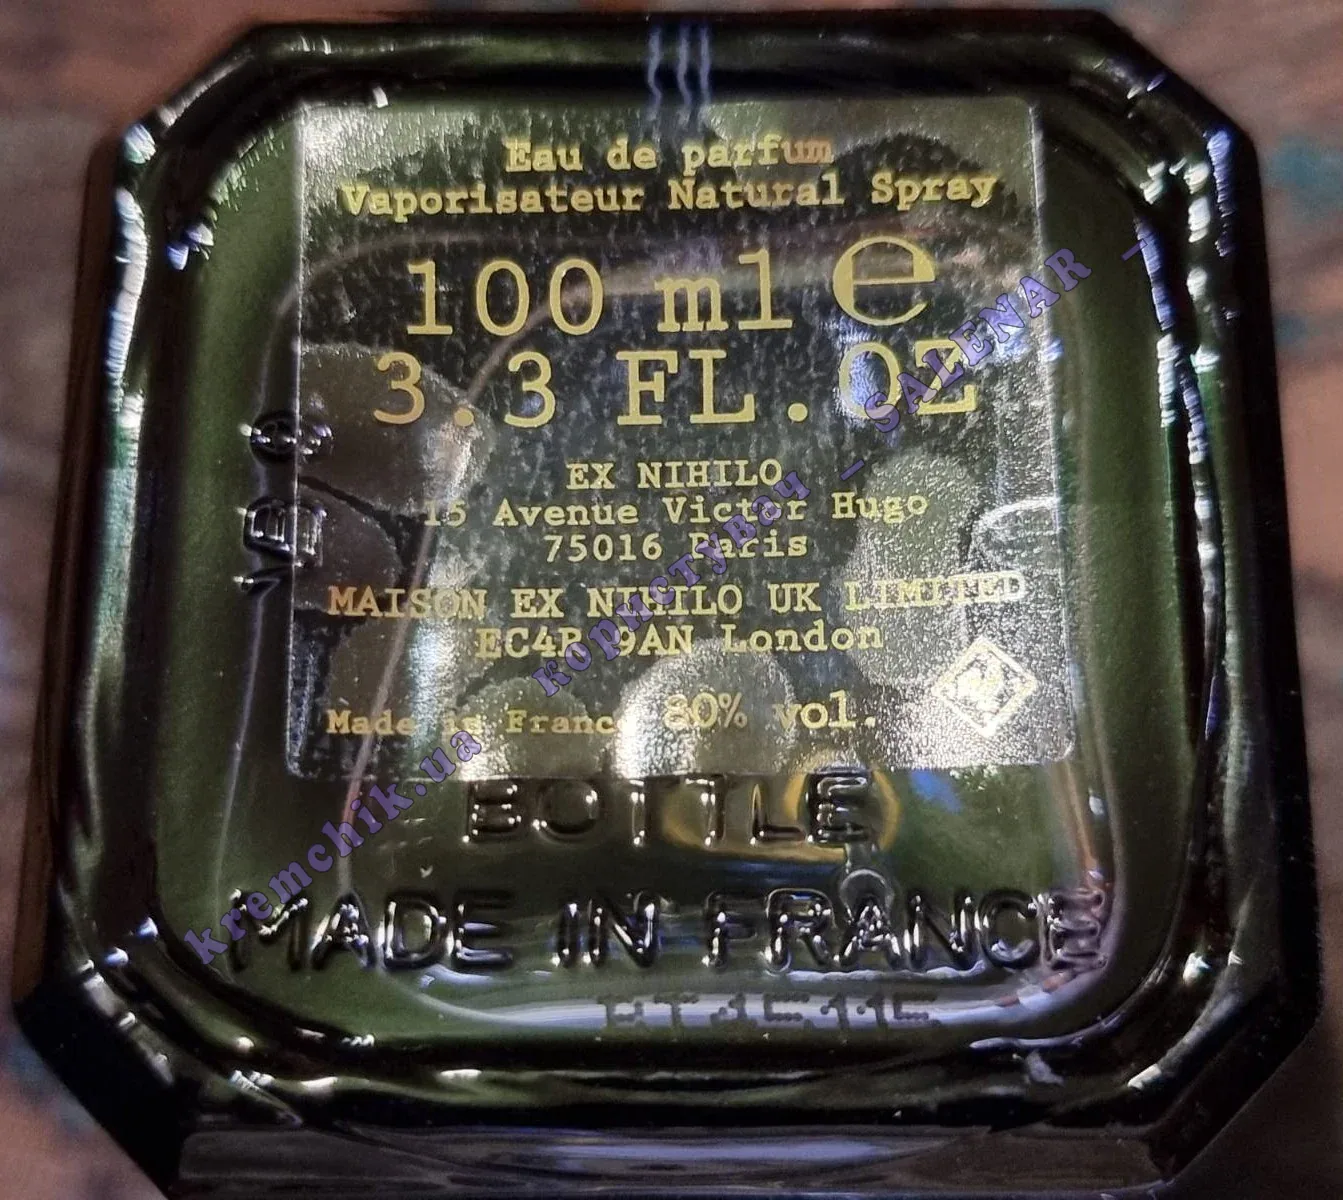 Eau de parfum
Vaporisateur Natural Spray
100 ml e
3.3 FL.OZ
EX NIHILO
15 Avenue Victor Hugo
75016 Paris
MAISON EX NIHILO UK LIMITED
EC4R 9AN London
Made in France 80% vol.
BOTTLE
MADE IN FRANCE
kremchik.ua користувач _ SALENAR _